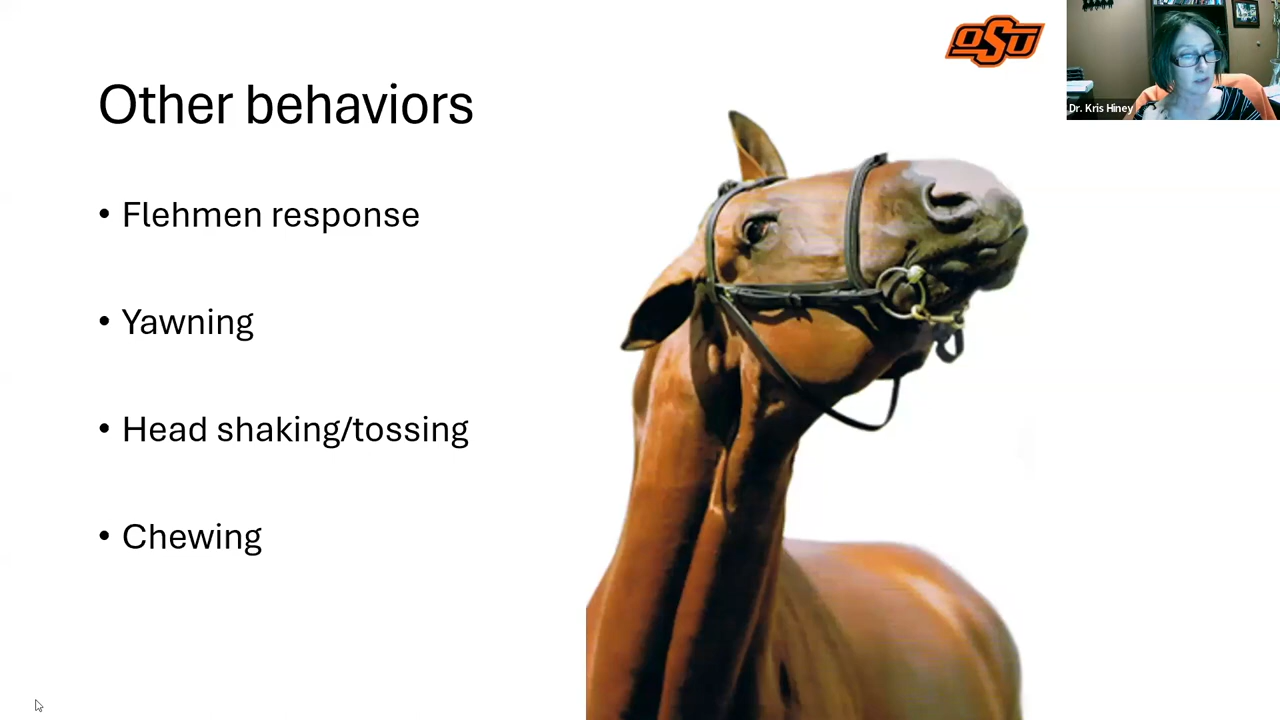 OSU
Dr. Kris Hiney
Other behaviors
• Flehmen response
• Yawning
• Head shaking/tossing
• Chewing